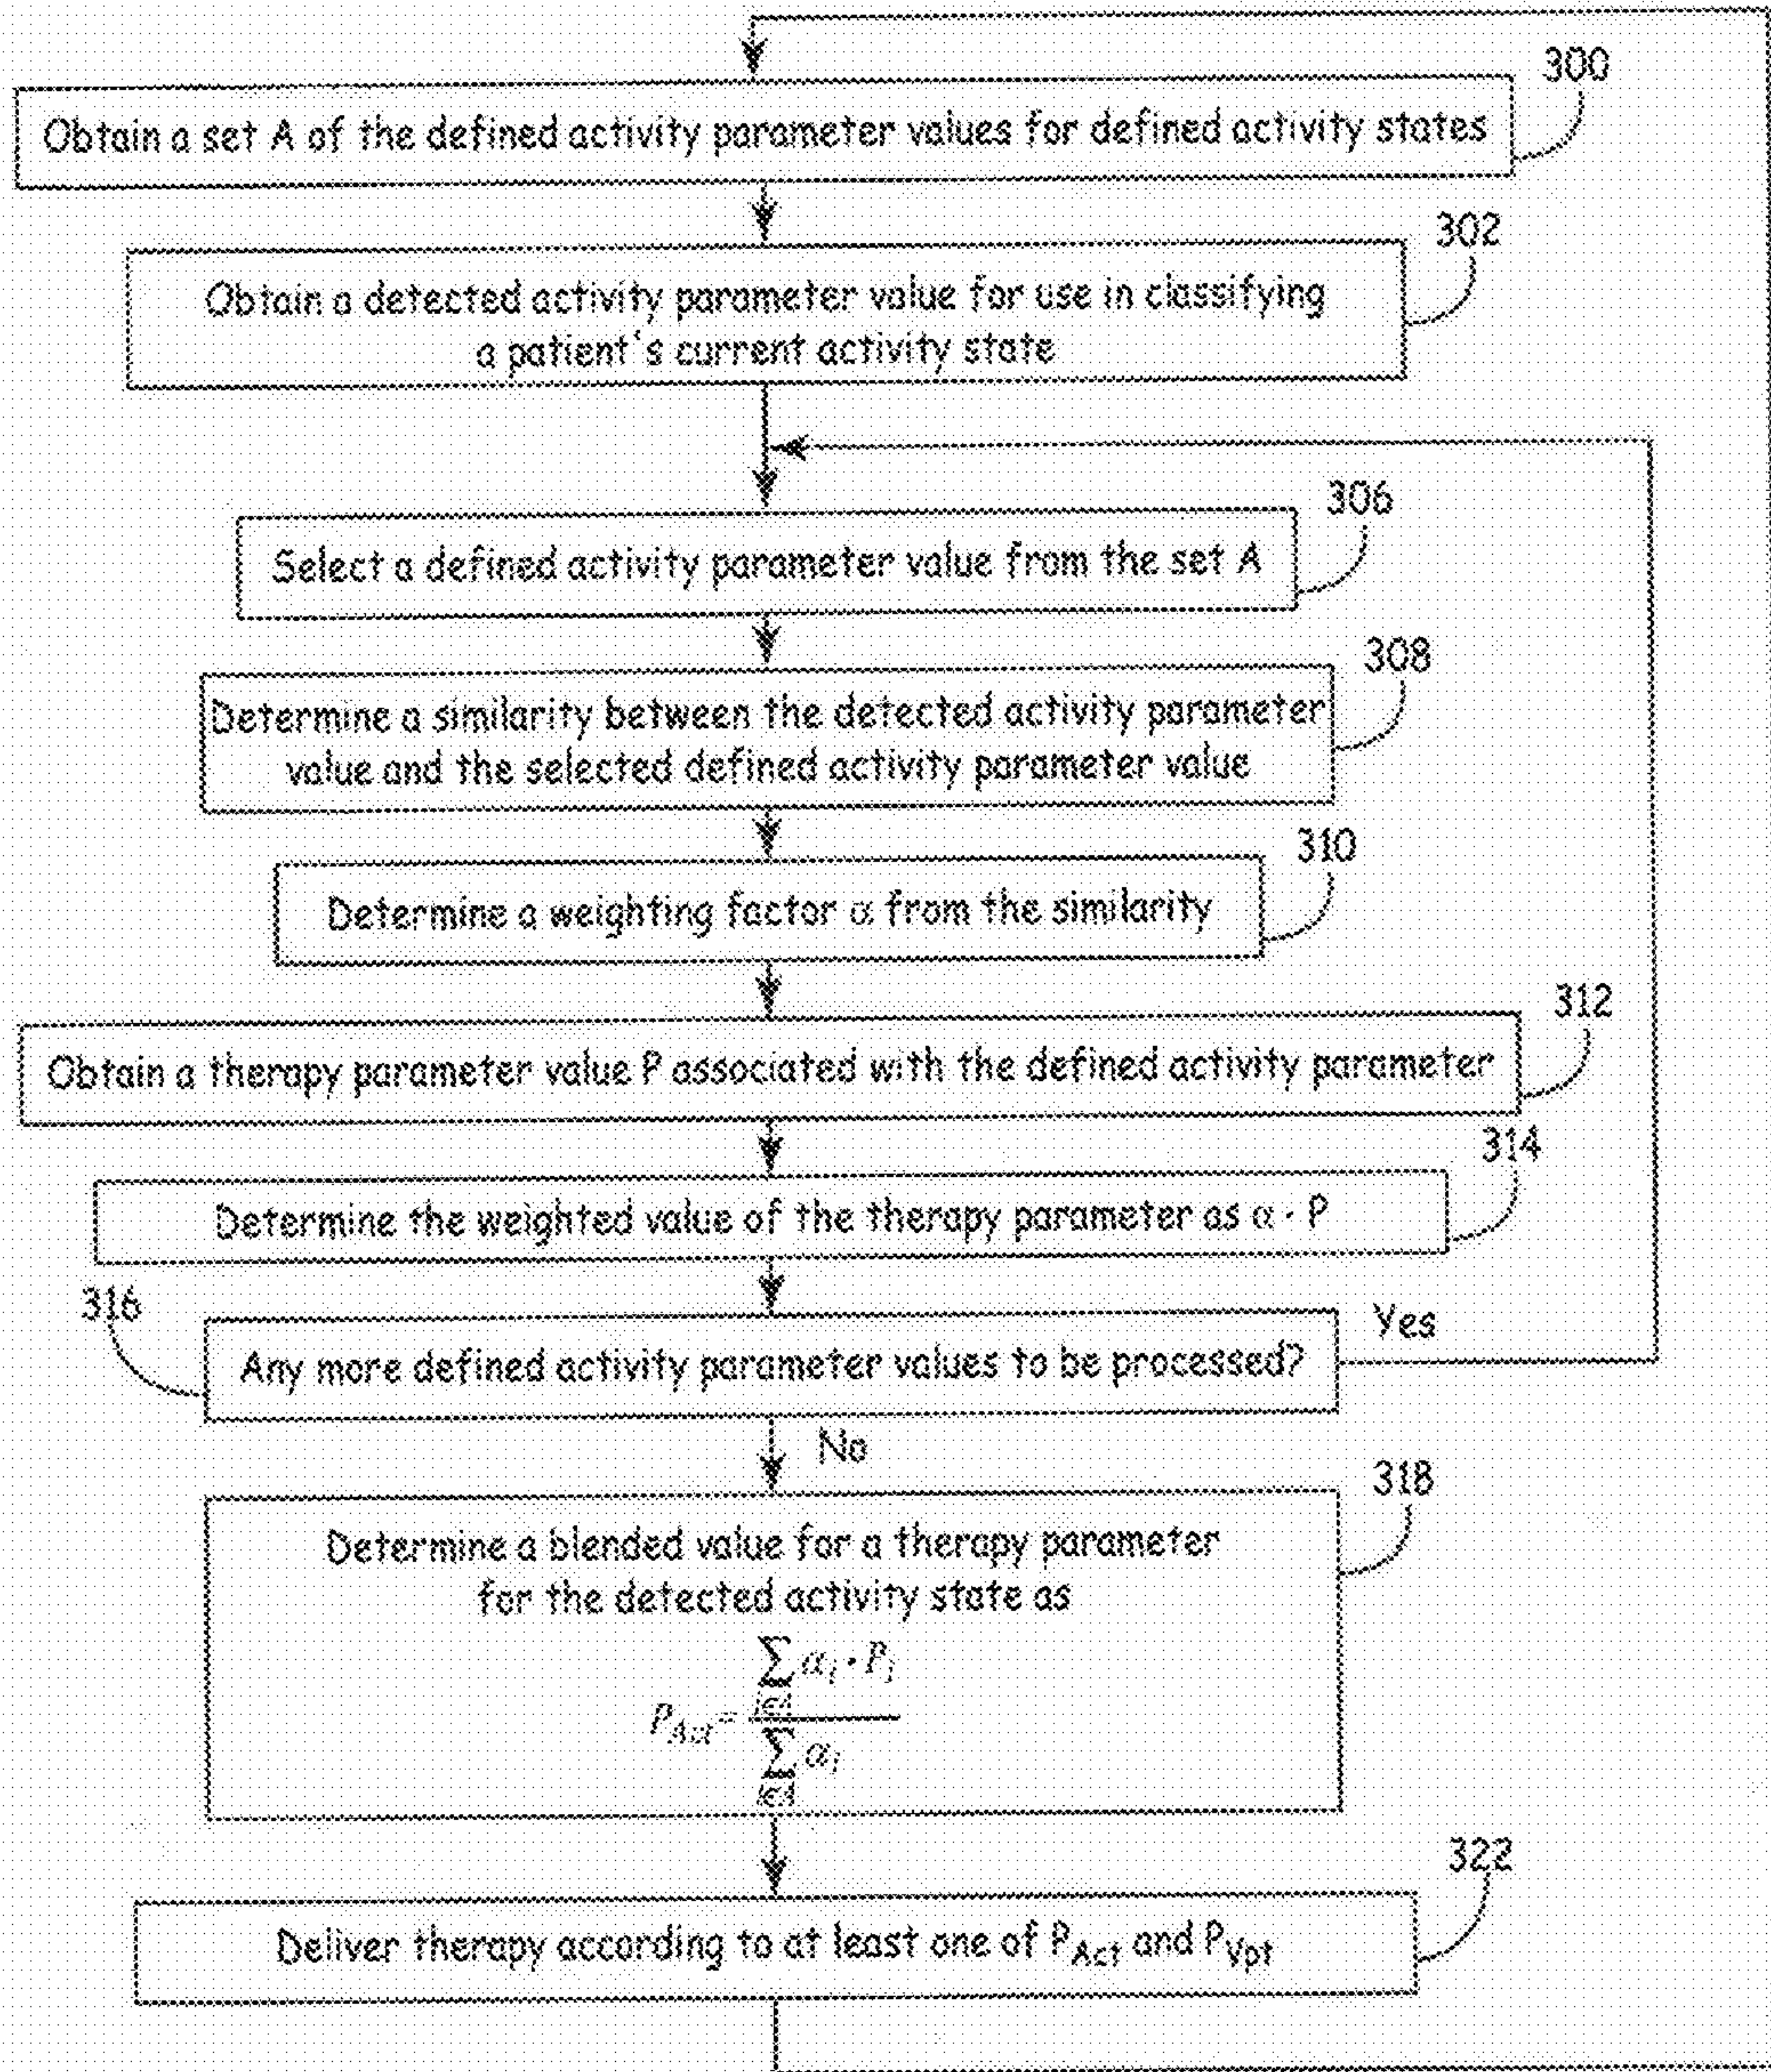 300
Obtain a set A of the defined activity parameter values for defined activity states
302
Obtain a detected activity parameter value for use in classifying
a patient's current activity state
306
Select a defined activity parameter value from the set A
308
Determine a similarity between the detected activity parameter
value and the selected defined activity parameter value
310
Determine a weighting factor α from the similarity
312
Obtain a therapy parameter value P associated with the defined activity parameter
314
Determine the weighted value of the therapy parameter as α · P
316
Any more defined activity parameter values to be processed?
Yes
No
318
Determine a blended value for a therapy parameter
for the detected activity state as
∑ αᵢ · Pᵢ
i∈A
P_Act =
∑ αᵢ
i∈A
322
Deliver therapy according to at least one of P_Act and P_Vpt